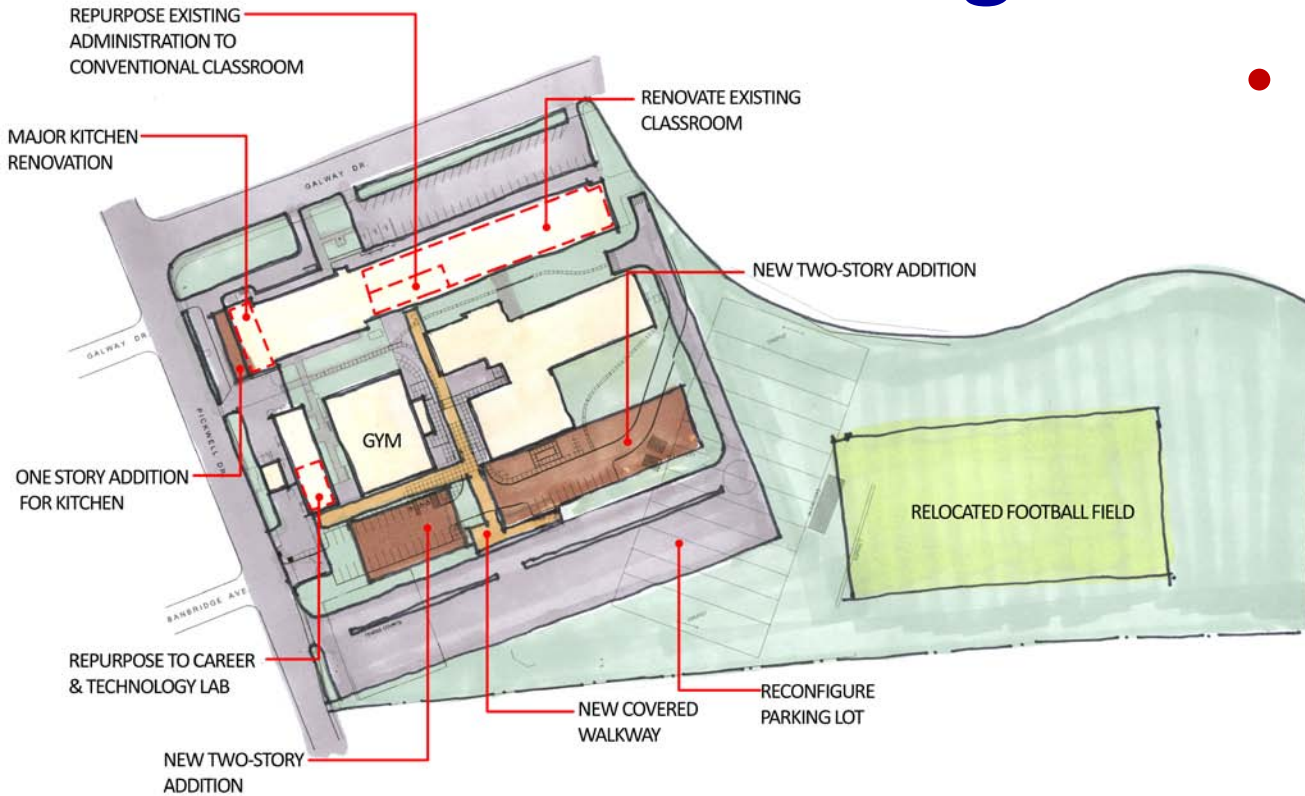 REPURPOSE EXISTING
ADMINISTRATION TO
CONVENTIONAL CLASSROOM
RENOVATE EXISTING
CLASSROOM
MAJOR KITCHEN
RENOVATION
GALWAY DR.
NEW TWO-STORY ADDITION
GALWAY DR.
PICKWELL DR.
GYM
ONE STORY ADDITION
FOR KITCHEN
RELOCATED FOOTBALL FIELD
BANBRIDGE AVE.
TENNIS COURTS
REPURPOSE TO CAREER
& TECHNOLOGY LAB
RECONFIGURE
PARKING LOT
NEW COVERED
WALKWAY
NEW TWO-STORY
ADDITION